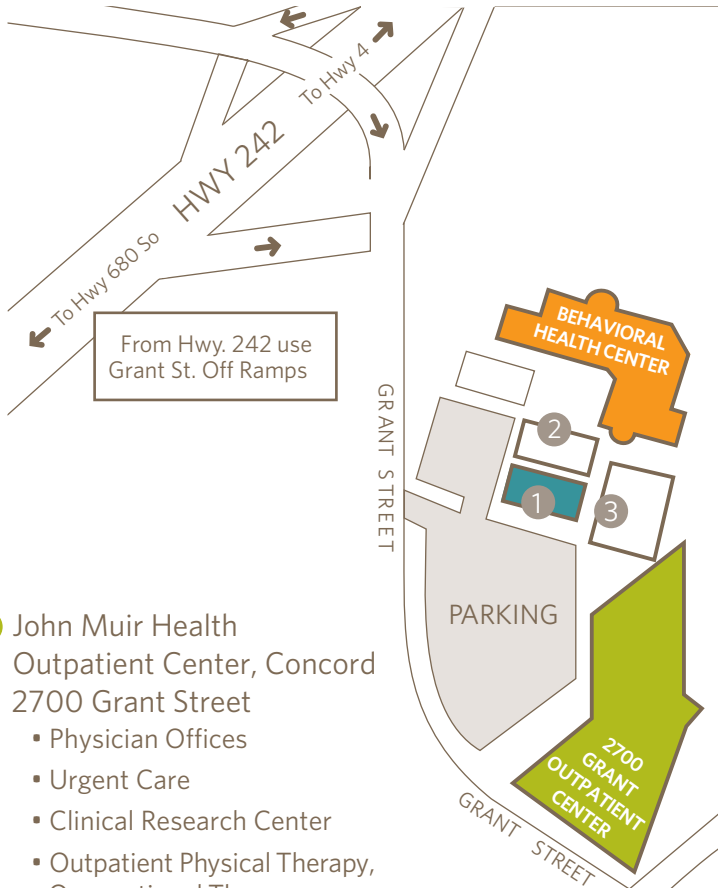 To Hwy 4
HWY 242
To Hwy 680 So
From Hwy. 242 use
Grant St. Off Ramps
BEHAVIORAL
HEALTH CENTER
GRANT STREET
2
1
3
PARKING
John Muir Health
Outpatient Center, Concord
2700 Grant Street
▪ Physician Offices
▪ Urgent Care
▪ Clinical Research Center
▪ Outpatient Physical Therapy,
2700
GRANT
OUTPATIENT
CENTER
GRANT STREET